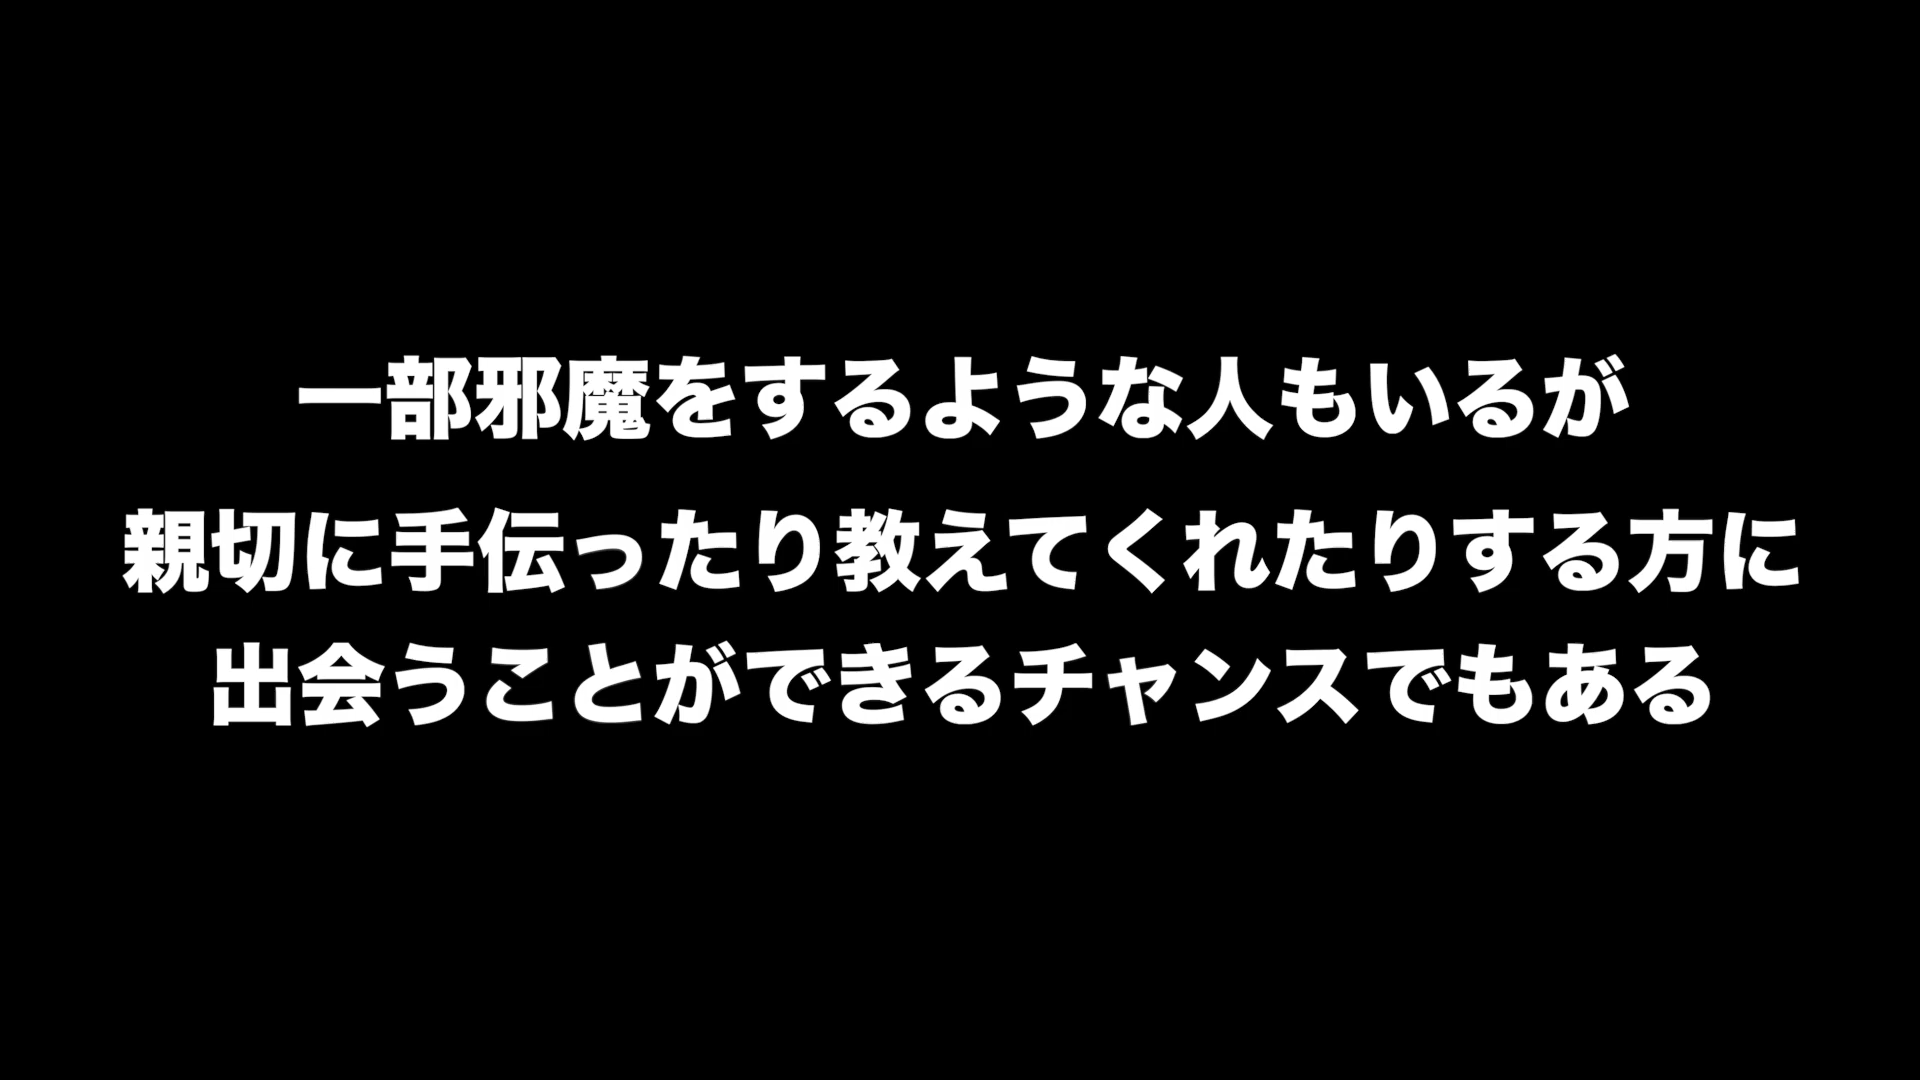 一部邪魔をするような人もいるが
親切に手伝ったり教えてくれたりする方に
出会うことができるチャンスでもある